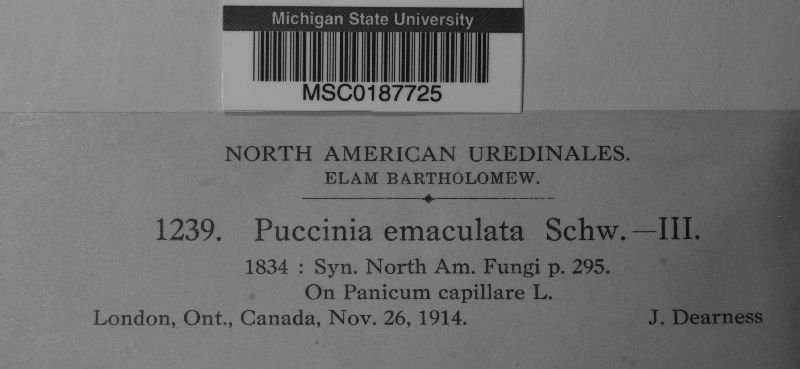 Michigan State University
MSC0187725
NORTH AMERICAN UREDINALES.
ELAM BARTHOLOMEW.
1239. Puccinia emaculata Schw.—III.
1834 : Syn. North Am. Fungi p. 295.
On Panicum capillare L.
London, Ont., Canada, Nov. 26, 1914. J. Dearness